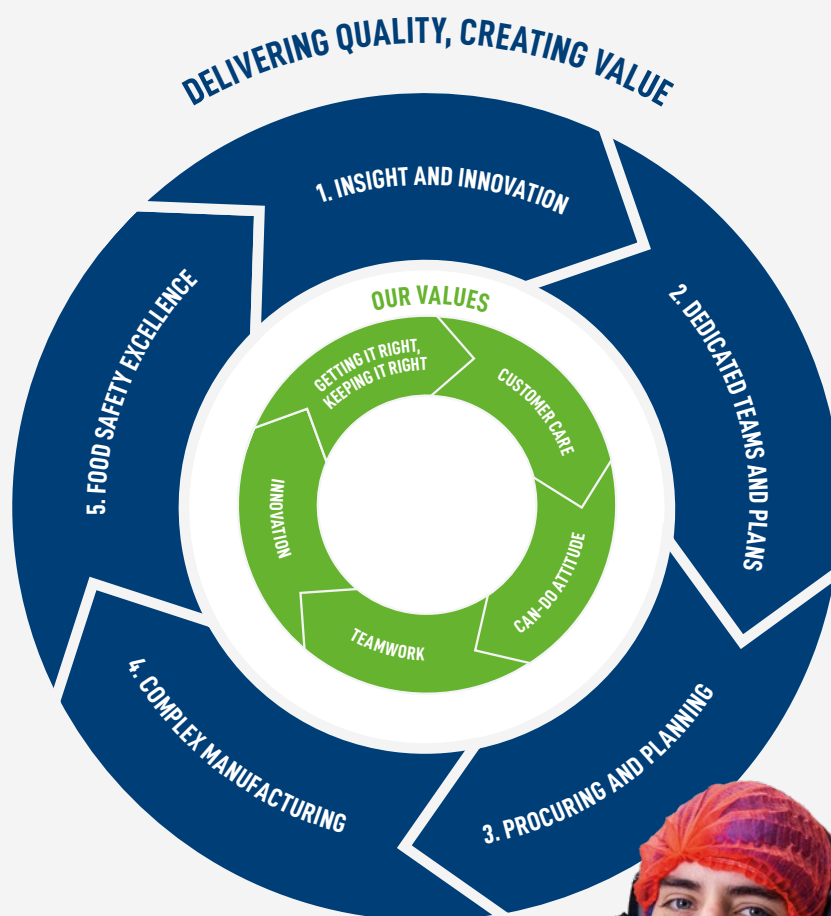 DELIVERING QUALITY, CREATING VALUE
1. INSIGHT AND INNOVATION
2. DEDICATED TEAMS AND PLANS
3. PROCURING AND PLANNING
4. COMPLEX MANUFACTURING
5. FOOD SAFETY EXCELLENCE
OUR VALUES
GETTING IT RIGHT,
KEEPING IT RIGHT
CUSTOMER CARE
CAN-DO ATTITUDE
TEAMWORK
INNOVATION